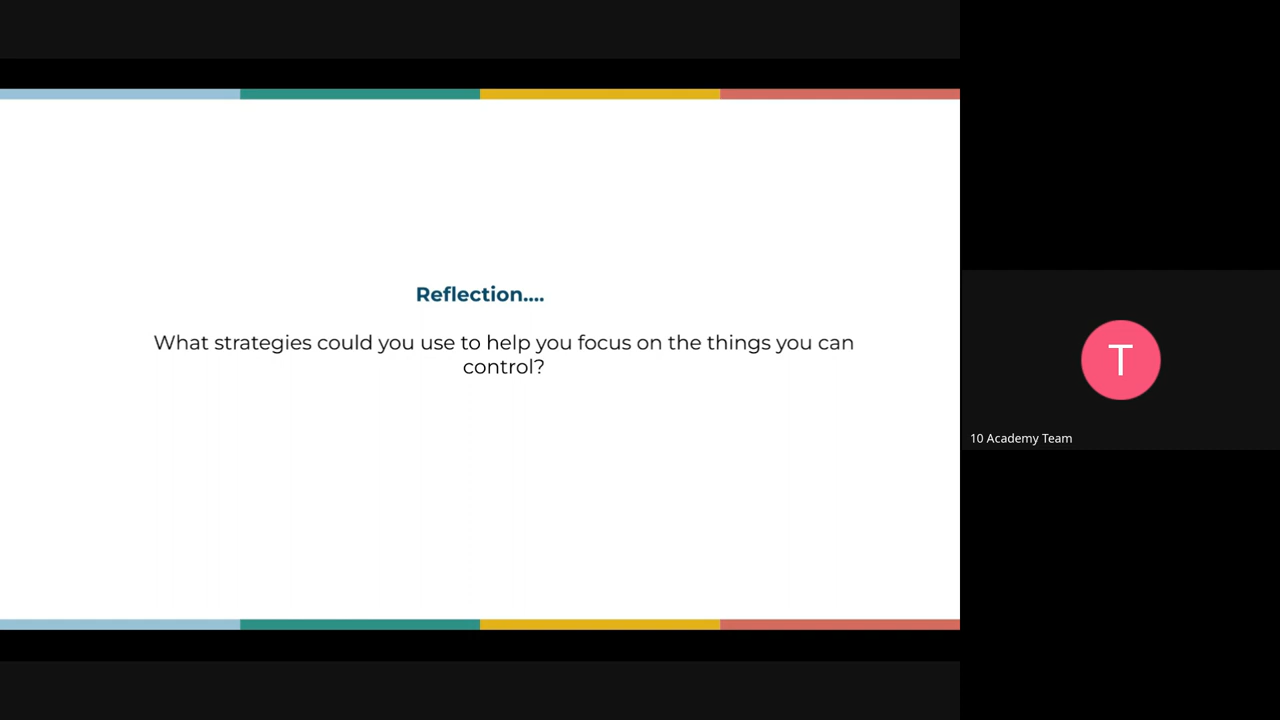 Reflection....
What strategies could you use to help you focus on the things you can
control?
T
10 Academy Team